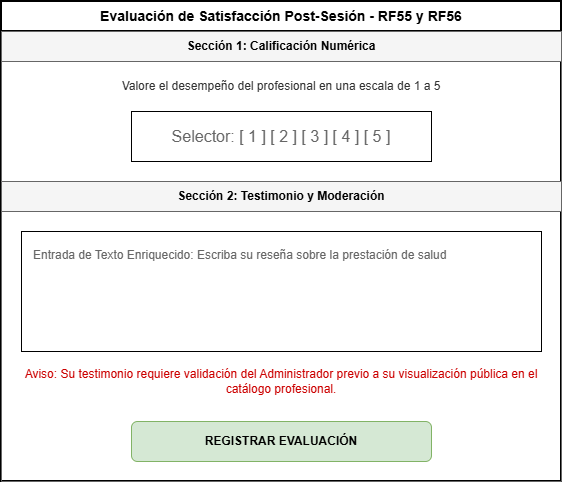 Evaluación de Satisfacción Post-Sesión - RF55 y RF56
Sección 1: Calificación Numérica
Valore el desempeño del profesional en una escala de 1 a 5
Selector: [ 1 ] [ 2 ] [ 3 ] [ 4 ] [ 5 ]
Sección 2: Testimonio y Moderación
Entrada de Texto Enriquecido: Escriba su reseña sobre la prestación de salud
Aviso: Su testimonio requiere validación del Administrador previo a su visualización pública en el
catálogo profesional.
REGISTRAR EVALUACIÓN